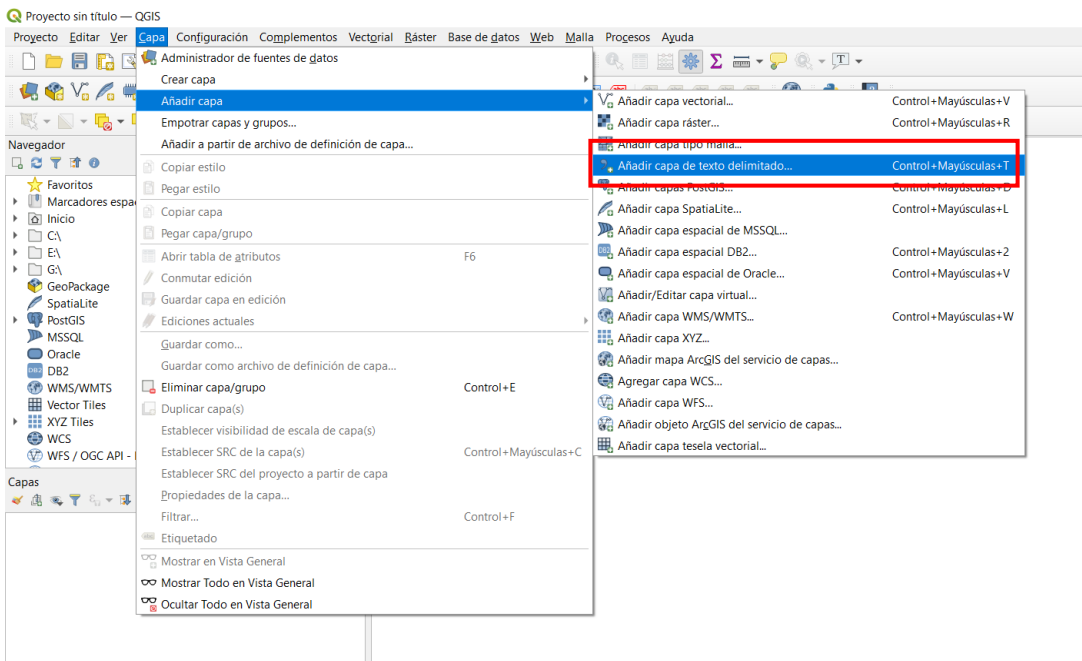 Proyecto sin título — QGIS
Proyecto Editar Ver Capa Configuración Complementos Vectorial Ráster Base de datos Web Malla Procesos Ayuda
Administrador de fuentes de datos
Crear capa
Añadir capa
Empotrar capas y grupos...
Añadir a partir de archivo de definición de capa...
Copiar estilo
Pegar estilo
Copiar capa
Pegar capa/grupo
Abrir tabla de atributos F6
Conmutar edición
Guardar capa en edición
Ediciones actuales
Guardar como...
Guardar como archivo de definición de capa...
Eliminar capa/grupo Control+E
Duplicar capa(s)
Establecer visibilidad de escala de capa(s)
Establecer SRC de la capa(s) Control+Mayúsculas+C
Establecer SRC del proyecto a partir de capa
Propiedades de la capa...
Filtrar... Control+F
Etiquetado
Mostrar en Vista General
Mostrar Todo en Vista General
Ocultar Todo en Vista General
Añadir capa vectorial... Control+Mayúsculas+V
Añadir capa ráster... Control+Mayúsculas+R
Añadir capa tipo malla...
Añadir capa de texto delimitado... Control+Mayúsculas+T
Añadir capas PostGIS... Control+Mayúsculas+D
Añadir capa SpatiaLite... Control+Mayúsculas+L
Añadir capa espacial de MSSQL...
Añadir capa espacial DB2... Control+Mayúsculas+2
Añadir capa espacial de Oracle... Control+Mayúsculas+V
Añadir/Editar capa virtual...
Añadir capa WMS/WMTS... Control+Mayúsculas+W
Añadir capa XYZ...
Añadir mapa ArcGIS del servicio de capas...
Agregar capa WCS...
Añadir capa WFS...
Añadir objeto ArcGIS del servicio de capas...
Añadir capa tesela vectorial...
Navegador
Favoritos
Marcadores espa
Inicio
C:\
E:\
G:\
GeoPackage
SpatiaLite
PostGIS
MSSQL
Oracle
DB2
WMS/WMTS
Vector Tiles
XYZ Tiles
WCS
WFS / OGC API -
Capas